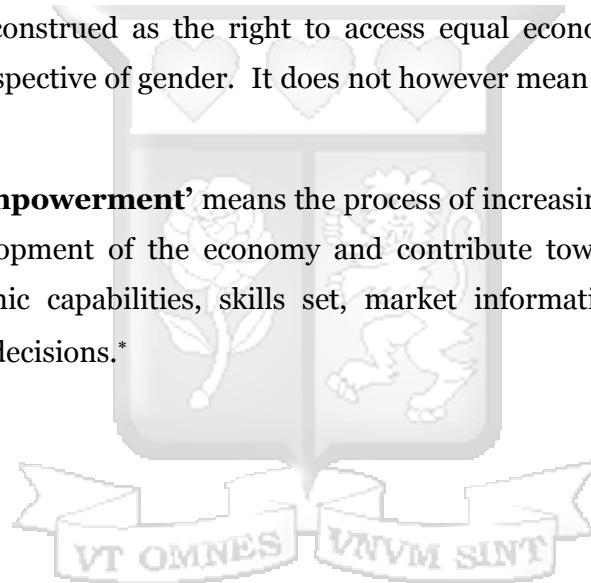 construed as the right to access equal econo
spective of gender. It does not however mean
npowerment’ means the process of increasin
opment of the economy and contribute tow
nic capabilities, skills set, market informati
decisions.*
VT OMNES VNVM SINT